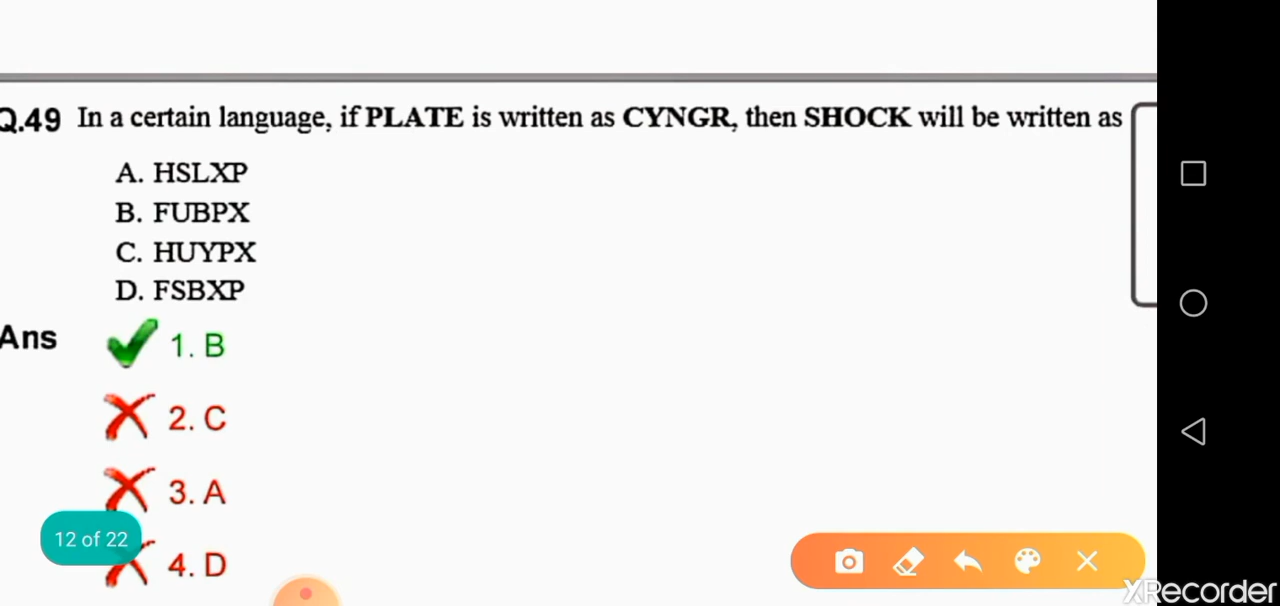 Q.49 In a certain language, if PLATE is written as CYNGR, then SHOCK will be written as
A. HSLXP
B. FUBPX
C. HUYPX
D. FSBXP
Ans 1. B
2. C
3. A
4. D
12 of 22
XRecorder